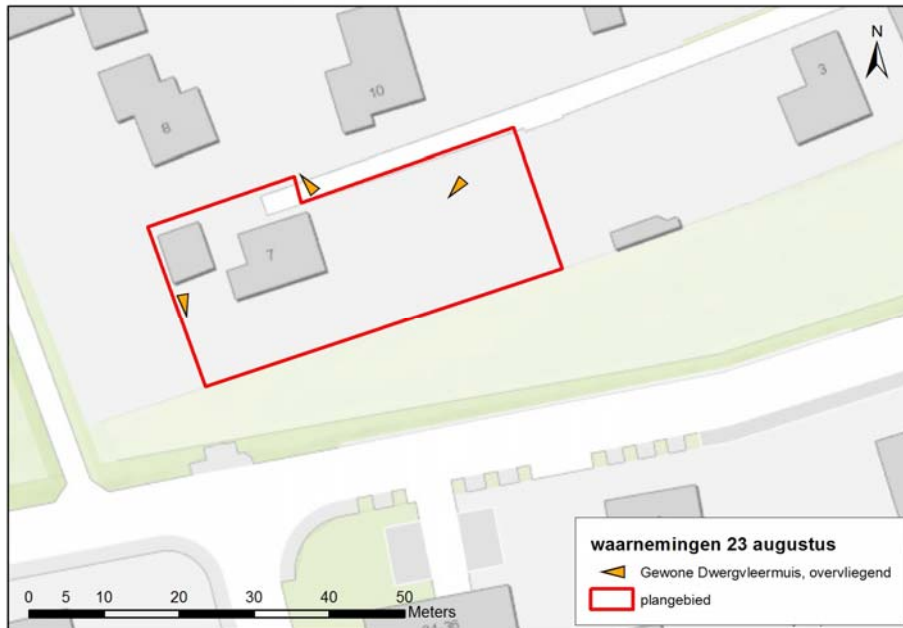 N
3
10
8
7
waarnemingen 23 augustus
Gewone Dwergvleermuis, overvliegend
plangebied
0 5 10 20 30 40 50
Meters